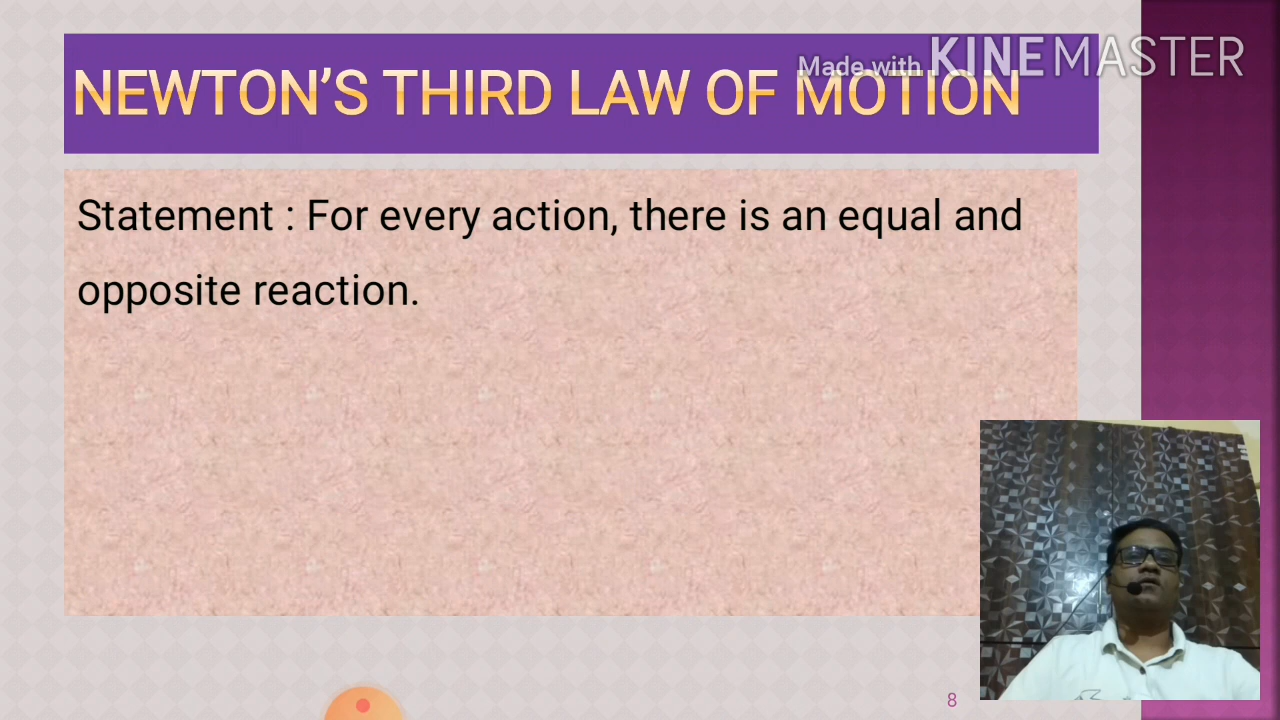 Made with KINEMASTER
NEWTON’S THIRD LAW OF MOTION
Statement : For every action, there is an equal and
opposite reaction.
8